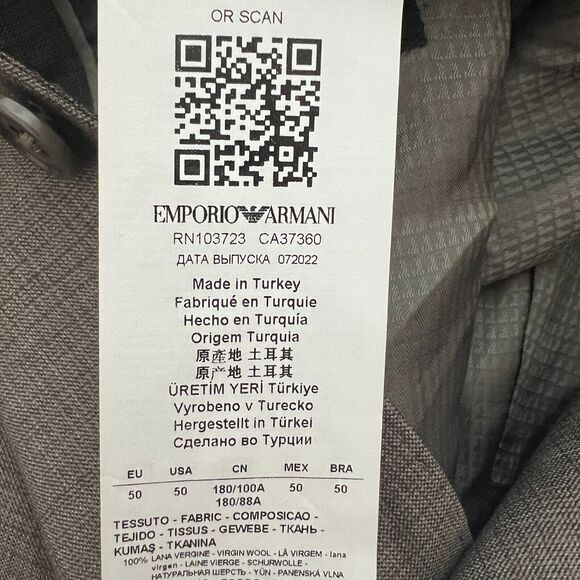 OR SCAN
EMPORIO ARMANI
RN103723 CA37360
ДАТА ВЫПУСКА 072022
Made in Turkey
Fabriqué en Turquie
Hecho en Turquía
Origem Turquia
原產地 土耳其
原产地 土耳其
ÜRETİM YERİ Türkiye
Vyrobeno v Turecko
Hergestellt in Türkei
Сделано во Турции
EU USA CN MEX BRA
50 50 180/100A 50 50
180/88A
TESSUTO - FABRIC - COMPOSICAO -
TEJIDO - TISSUS - GEWEBE - ТКАНЬ -
KUMAŞ - TKANINA
100% LANA VERGINE - VIRGIN WOOL - LÃ VIRGEM - lana
virgen - LAINE VIERGE - SCHURWOLLE -
НАТУРАЛЬНАЯ ШЕРСТЬ - YÜN - PANENSKÁ VLNA